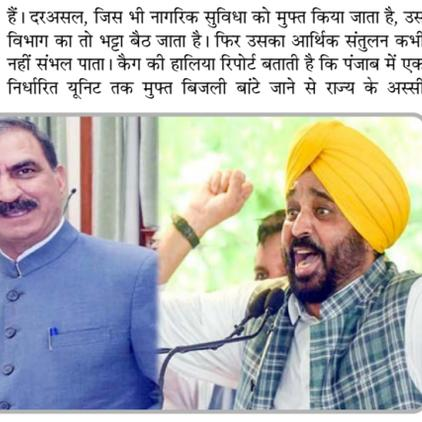 हैं। दरअसल, जिस भी नागरिक सुविधा को मुफ्त किया जाता है, उस
विभाग का तो भट्टा बैठ जाता है। फिर उसका आर्थिक संतुलन कभी
नहीं संभल पाता। कैग की हालिया रिपोर्ट बताती है कि पंजाब में एक
निर्धारित यूनिट तक मुफ्त बिजली बांटे जाने से राज्य के अस्सी